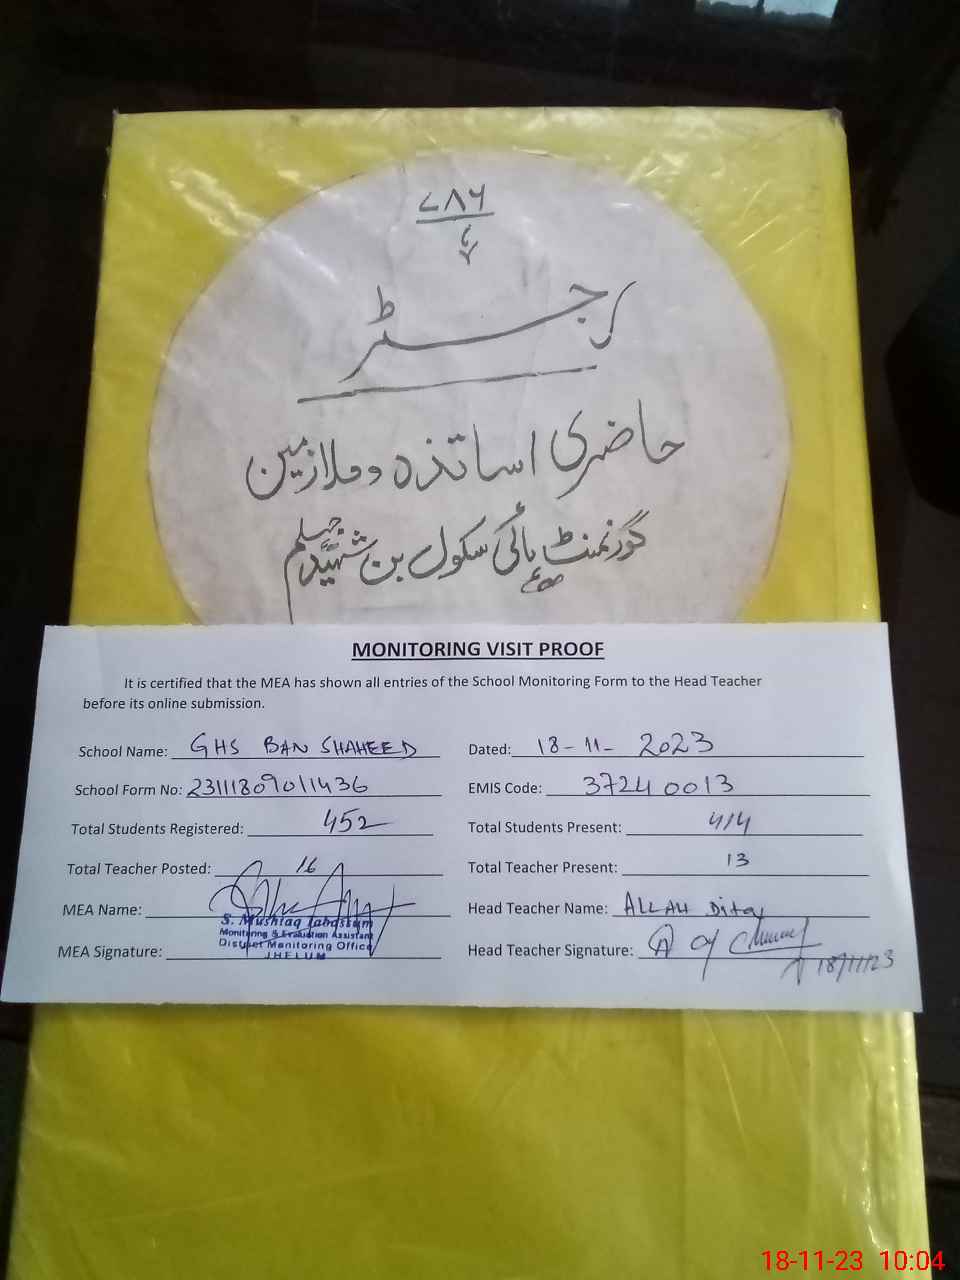 ۷۸۶
رجسٹر
حاضری اساتذہ و ملازمین
گورنمنٹ ہائی سکول بن شہید جہلم
MONITORING VISIT PROOF
It is certified that the MEA has shown all entries of the School Monitoring Form to the Head Teacher
before its online submission.
School Name: GHS BAN SHAHEED Dated: 18-11-2023
School Form No: 23111809011436 EMIS Code: 37240013
Total Students Registered: 452 Total Students Present: 414
Total Teacher Posted: 16 Total Teacher Present: 13
MEA Name: Head Teacher Name: ALLAH Ditta
S. Mushtaq Tabassum
Monitoring & Evaluation Assistant
District Monitoring Office
JHELUM
MEA Signature: Head Teacher Signature:
18/11/23
18-11-23 10:04